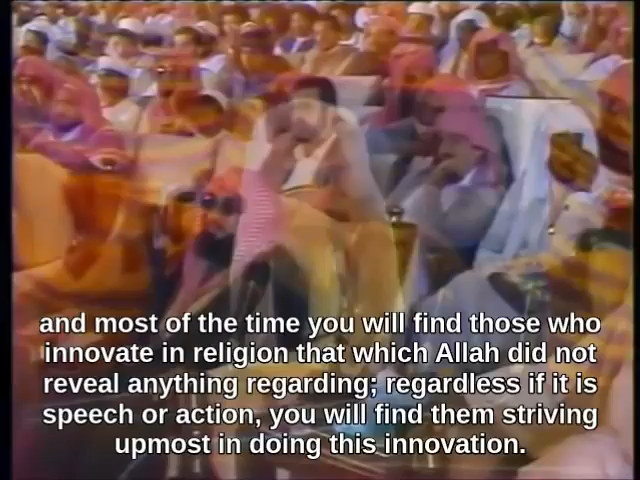 and most of the time you will find those who
innovate in religion that which Allah did not
reveal anything regarding; regardless if it is
speech or action, you will find them striving
upmost in doing this innovation.